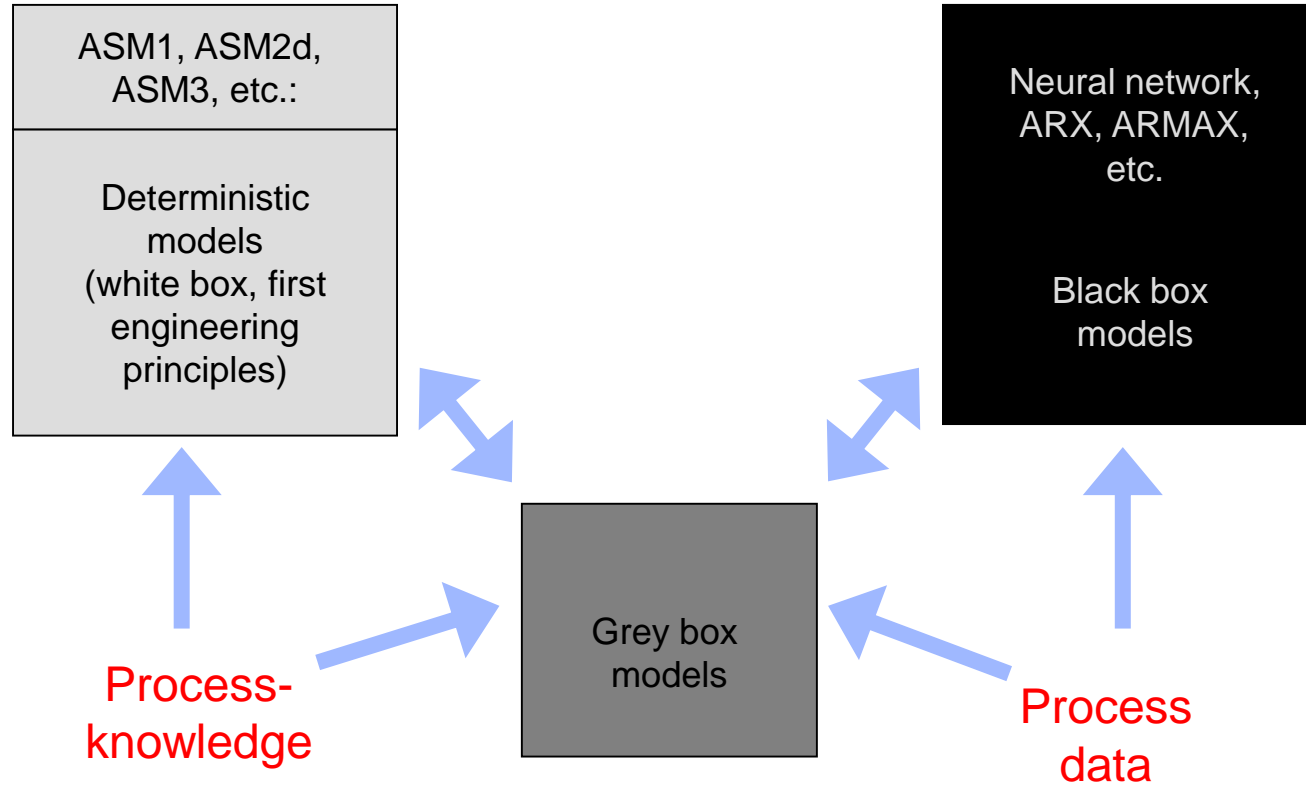 ASM1, ASM2d,
ASM3, etc.:
Deterministic
models
(white box, first
engineering
principles)
Neural network,
ARX, ARMAX,
etc.
Black box
models
Grey box
models
Process-
knowledge
Process
data